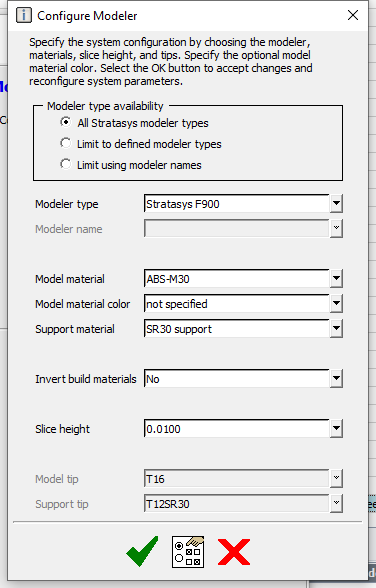 Configure Modeler
Specify the system configuration by choosing the modeler,
materials, slice height, and tips. Specify the optional model
material color. Select the OK button to accept changes and
reconfigure system parameters.
Modeler type availability
All Stratasys modeler types
Limit to defined modeler types
Limit using modeler names
Modeler type Stratasys F900
Modeler name
Model material ABS-M30
Model material color not specified
Support material SR30 support
Invert build materials No
Slice height 0.0100
Model tip T16
Support tip T12SR30